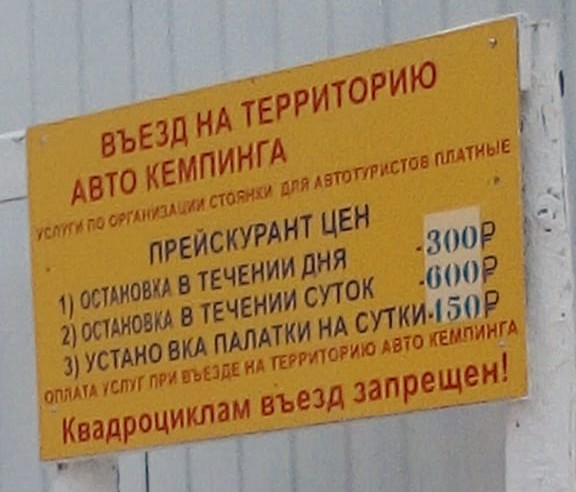 ВЪЕЗД НА ТЕРРИТОРИЮ
АВТО КЕМПИНГА
УСЛУГИ ПО ОРГАНИЗАЦИИ СТОЯНКИ ДЛЯ АВТОТУРИСТОВ ПЛАТНЫЕ
ПРЕЙСКУРАНТ ЦЕН
1) ОСТАНОВКА В ТЕЧЕНИИ ДНЯ -300₽
2) ОСТАНОВКА В ТЕЧЕНИИ СУТОК -600₽
3) УСТАНО ВКА ПАЛАТКИ НА СУТКИ-150₽
ОПЛАТА УСЛУГ ПРИ ВЪЕЗДЕ НА ТЕРРИТОРИЮ АВТО КЕМПИНГА
Квадроциклам въезд запрещен!